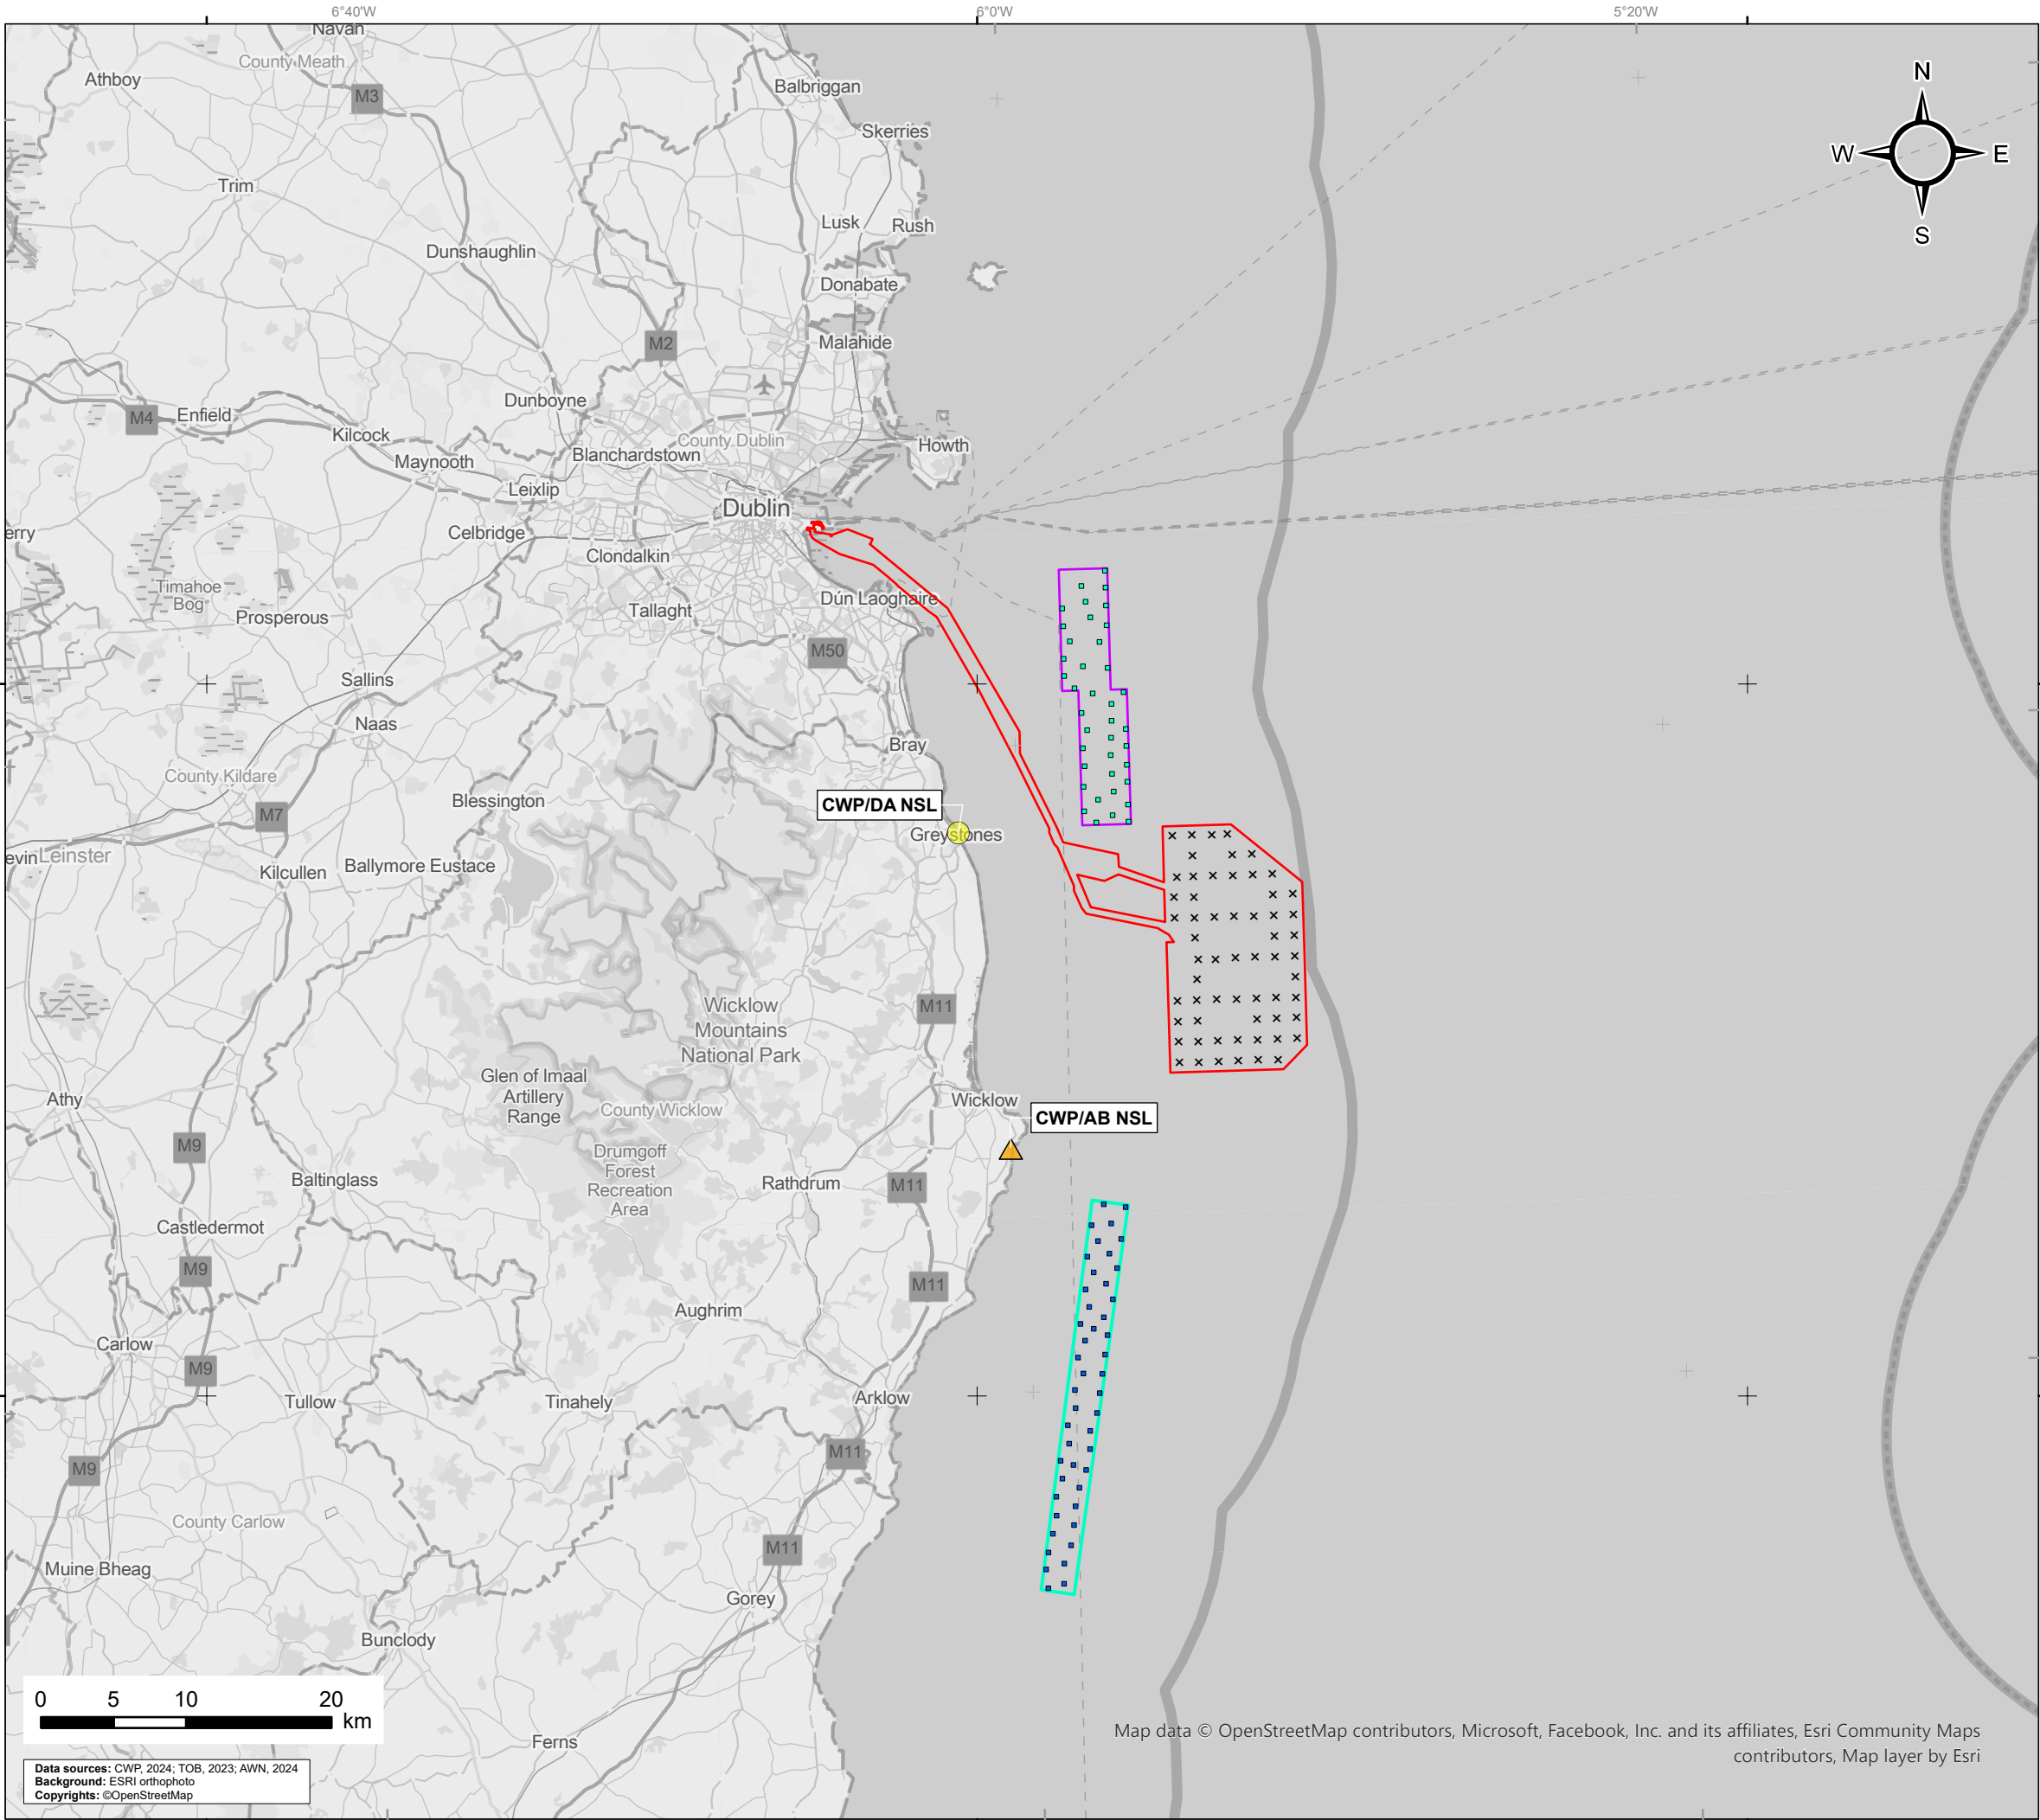 6°40'W
6°0'W
5°20'W
Navan
County Meath
Athboy
Balbriggan
N
M3
Skerries
W
E
Trim
Lusk
Rush
S
Dunshaughlin
Donabate
M2
Malahide
Dunboyne
M4
Enfield
Kilcock
County Dublin
Howth
Maynooth
Blanchardstown
Leixlip
Dublin
erry
Celbridge
Clondalkin
Timahoe
Bog
Prosperous
Tallaght
Dún Laoghaire
M50
Sallins
Naas
Bray
County Kildare
Blessington
CWP/DA NSL
M7
Greystones
evin
Leinster
Kilcullen
Ballymore Eustace
Wicklow
Mountains
National Park
M11
Glen of Imaal
Artillery
Range
Athy
County Wicklow
Wicklow
CWP/AB NSL
M9
Drumgoff
Forest
Recreation
Area
Baltinglass
Rathdrum
M11
Castledermot
M9
M11
Aughrim
Carlow
M9
Tullow
Tinahely
Arklow
M11
M9
County Carlow
M11
Muine Bheag
Gorey
Bunclody
0 5 10 20
km
Ferns
Map data © OpenStreetMap contributors, Microsoft, Facebook, Inc. and its affiliates, Esri Community Maps
contributors, Map layer by Esri
Data sources: CWP, 2024; TOB, 2023; AWN, 2024
Background: ESRI orthophoto
Copyrights: ©OpenStreetMap